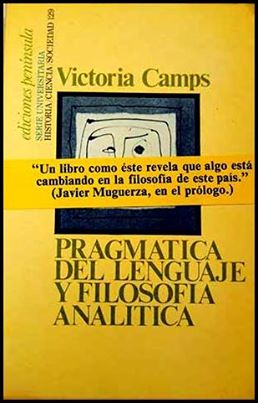 ediciones península
SERIE UNIVERSITARIA
HISTORIA/CIENCIA/SOCIEDAD 129
Victoria Camps
“Un libro como éste revela que algo está
cambiando en la filosofía de este país.”
(Javier Muguerza, en el prólogo.)
PRAGMATICA
DEL LENGUAJE
Y FILOSOFIA
ANALITICA